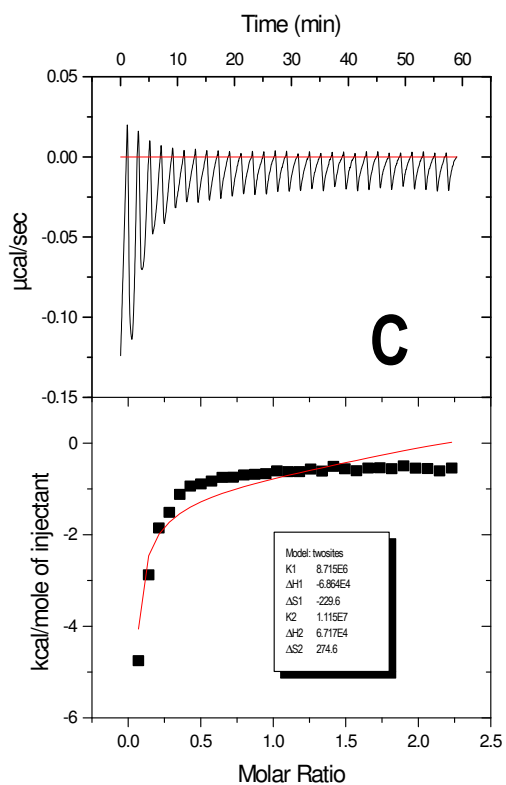 Time (min)
0 10 20 30 40 50 60
0.05
0.00
-0.05
-0.10
-0.15
µcal/sec
C
0
-2
-4
-6
kcal/mole of injectant
Model: twosites
K1 8.715E6
ΔH1 -6.864E4
ΔS1 -229.6
K2 1.115E7
ΔH2 6.717E4
ΔS2 274.6
0.0 0.5 1.0 1.5 2.0 2.5
Molar Ratio